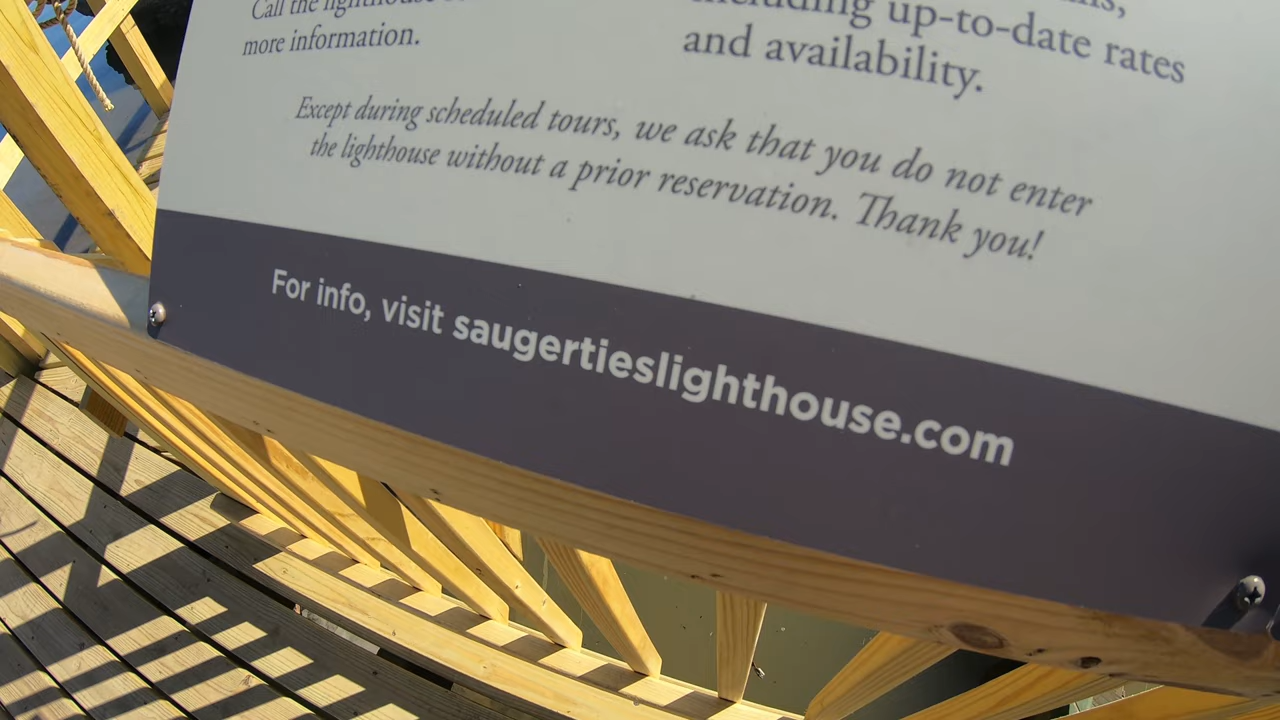 Call the lighthouse
more information.
including up-to-date rates
and availability.
Except during scheduled tours, we ask that you do not enter
the lighthouse without a prior reservation. Thank you!
For info, visit saugertieslighthouse.com